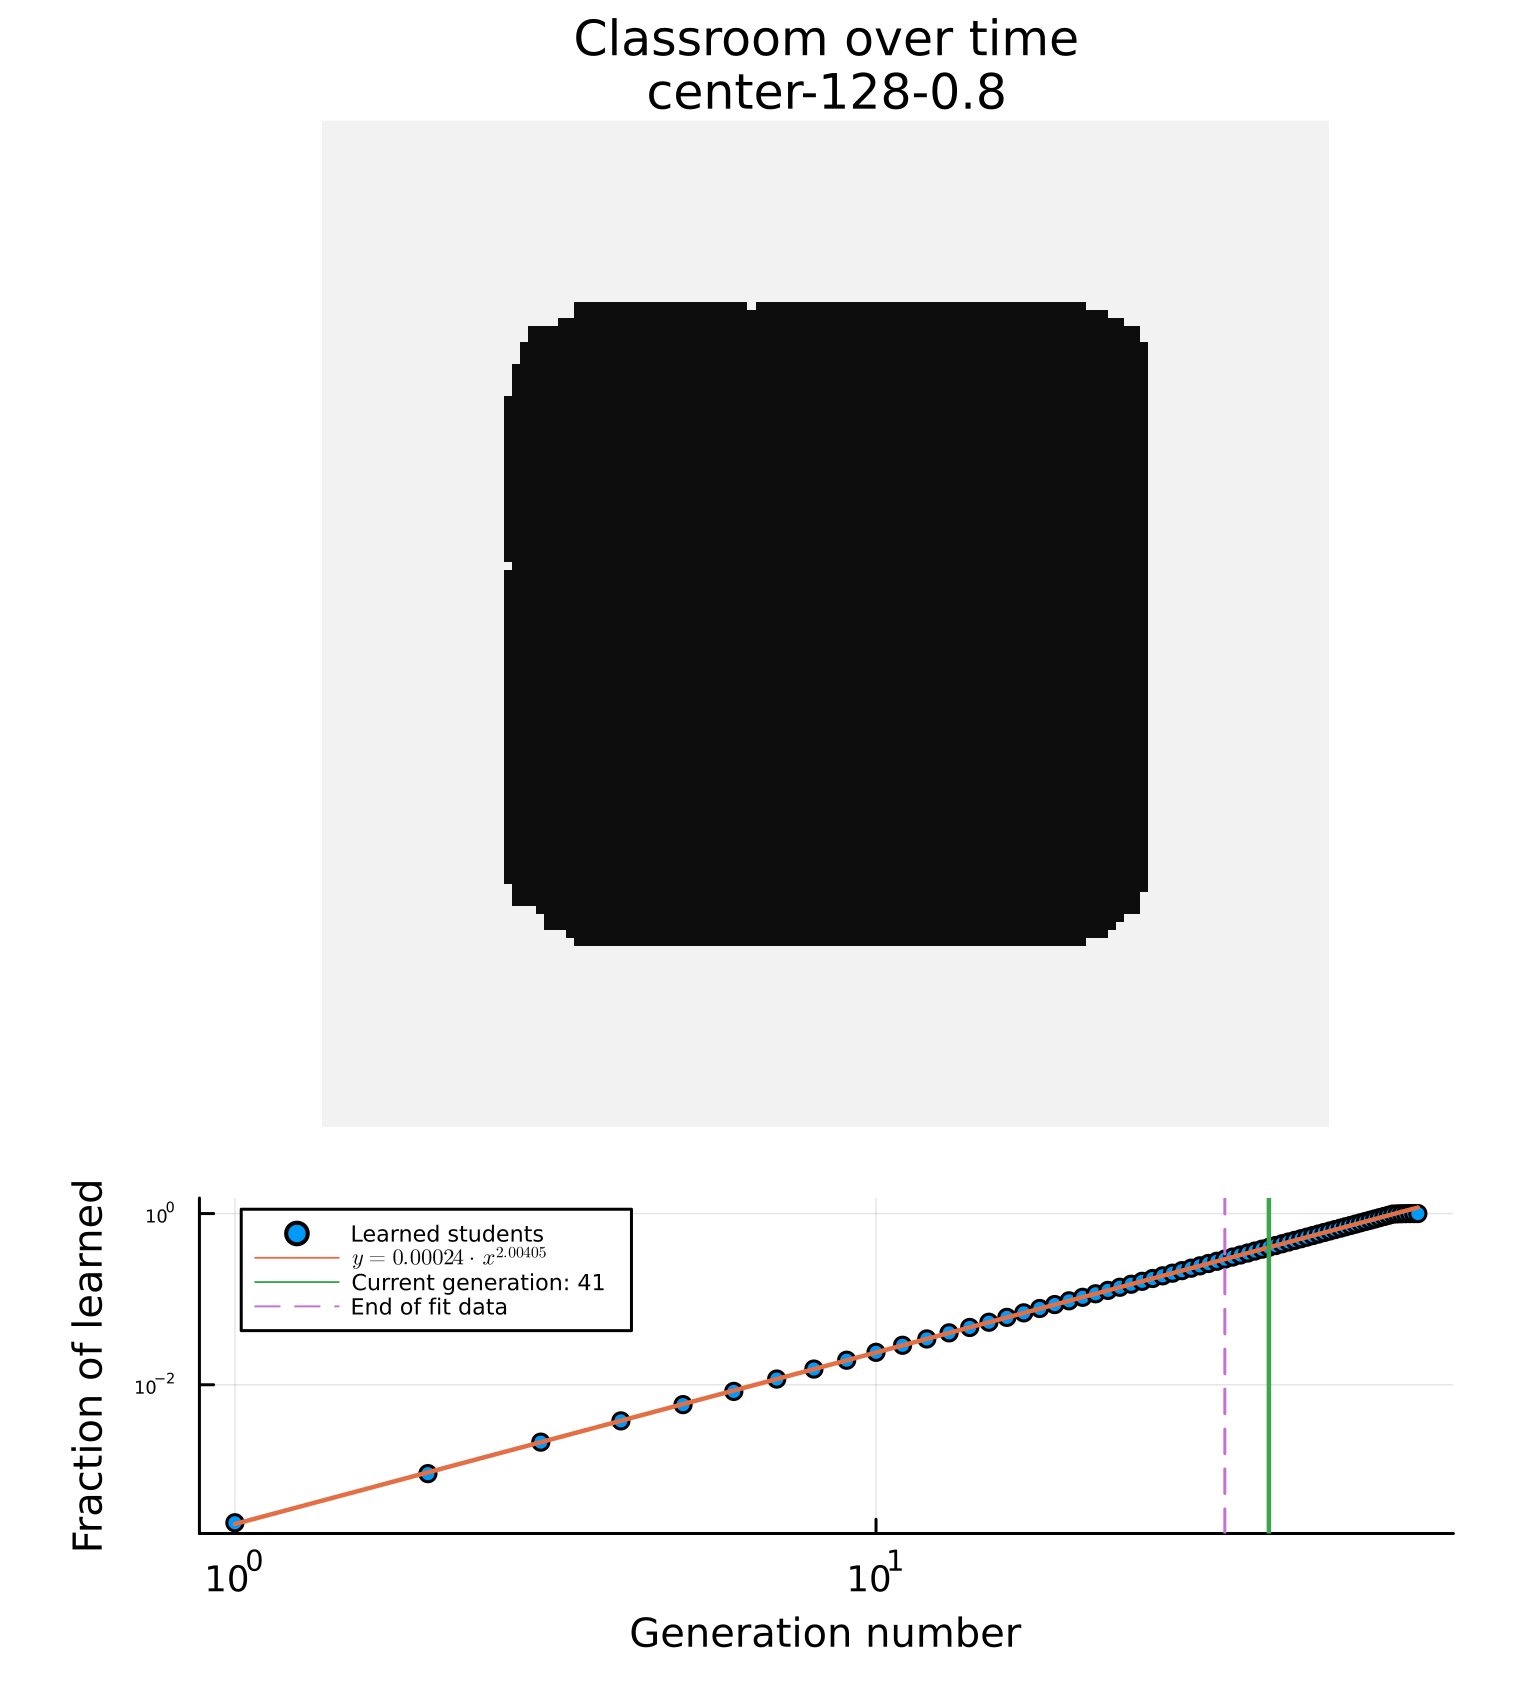 Classroom over time
center-128-0.8
Fraction of learned
10^0
10^-2
Learned students
y = 0.00024 · x^2.00405
Current generation: 41
End of fit data
10^0
10^1
Generation number